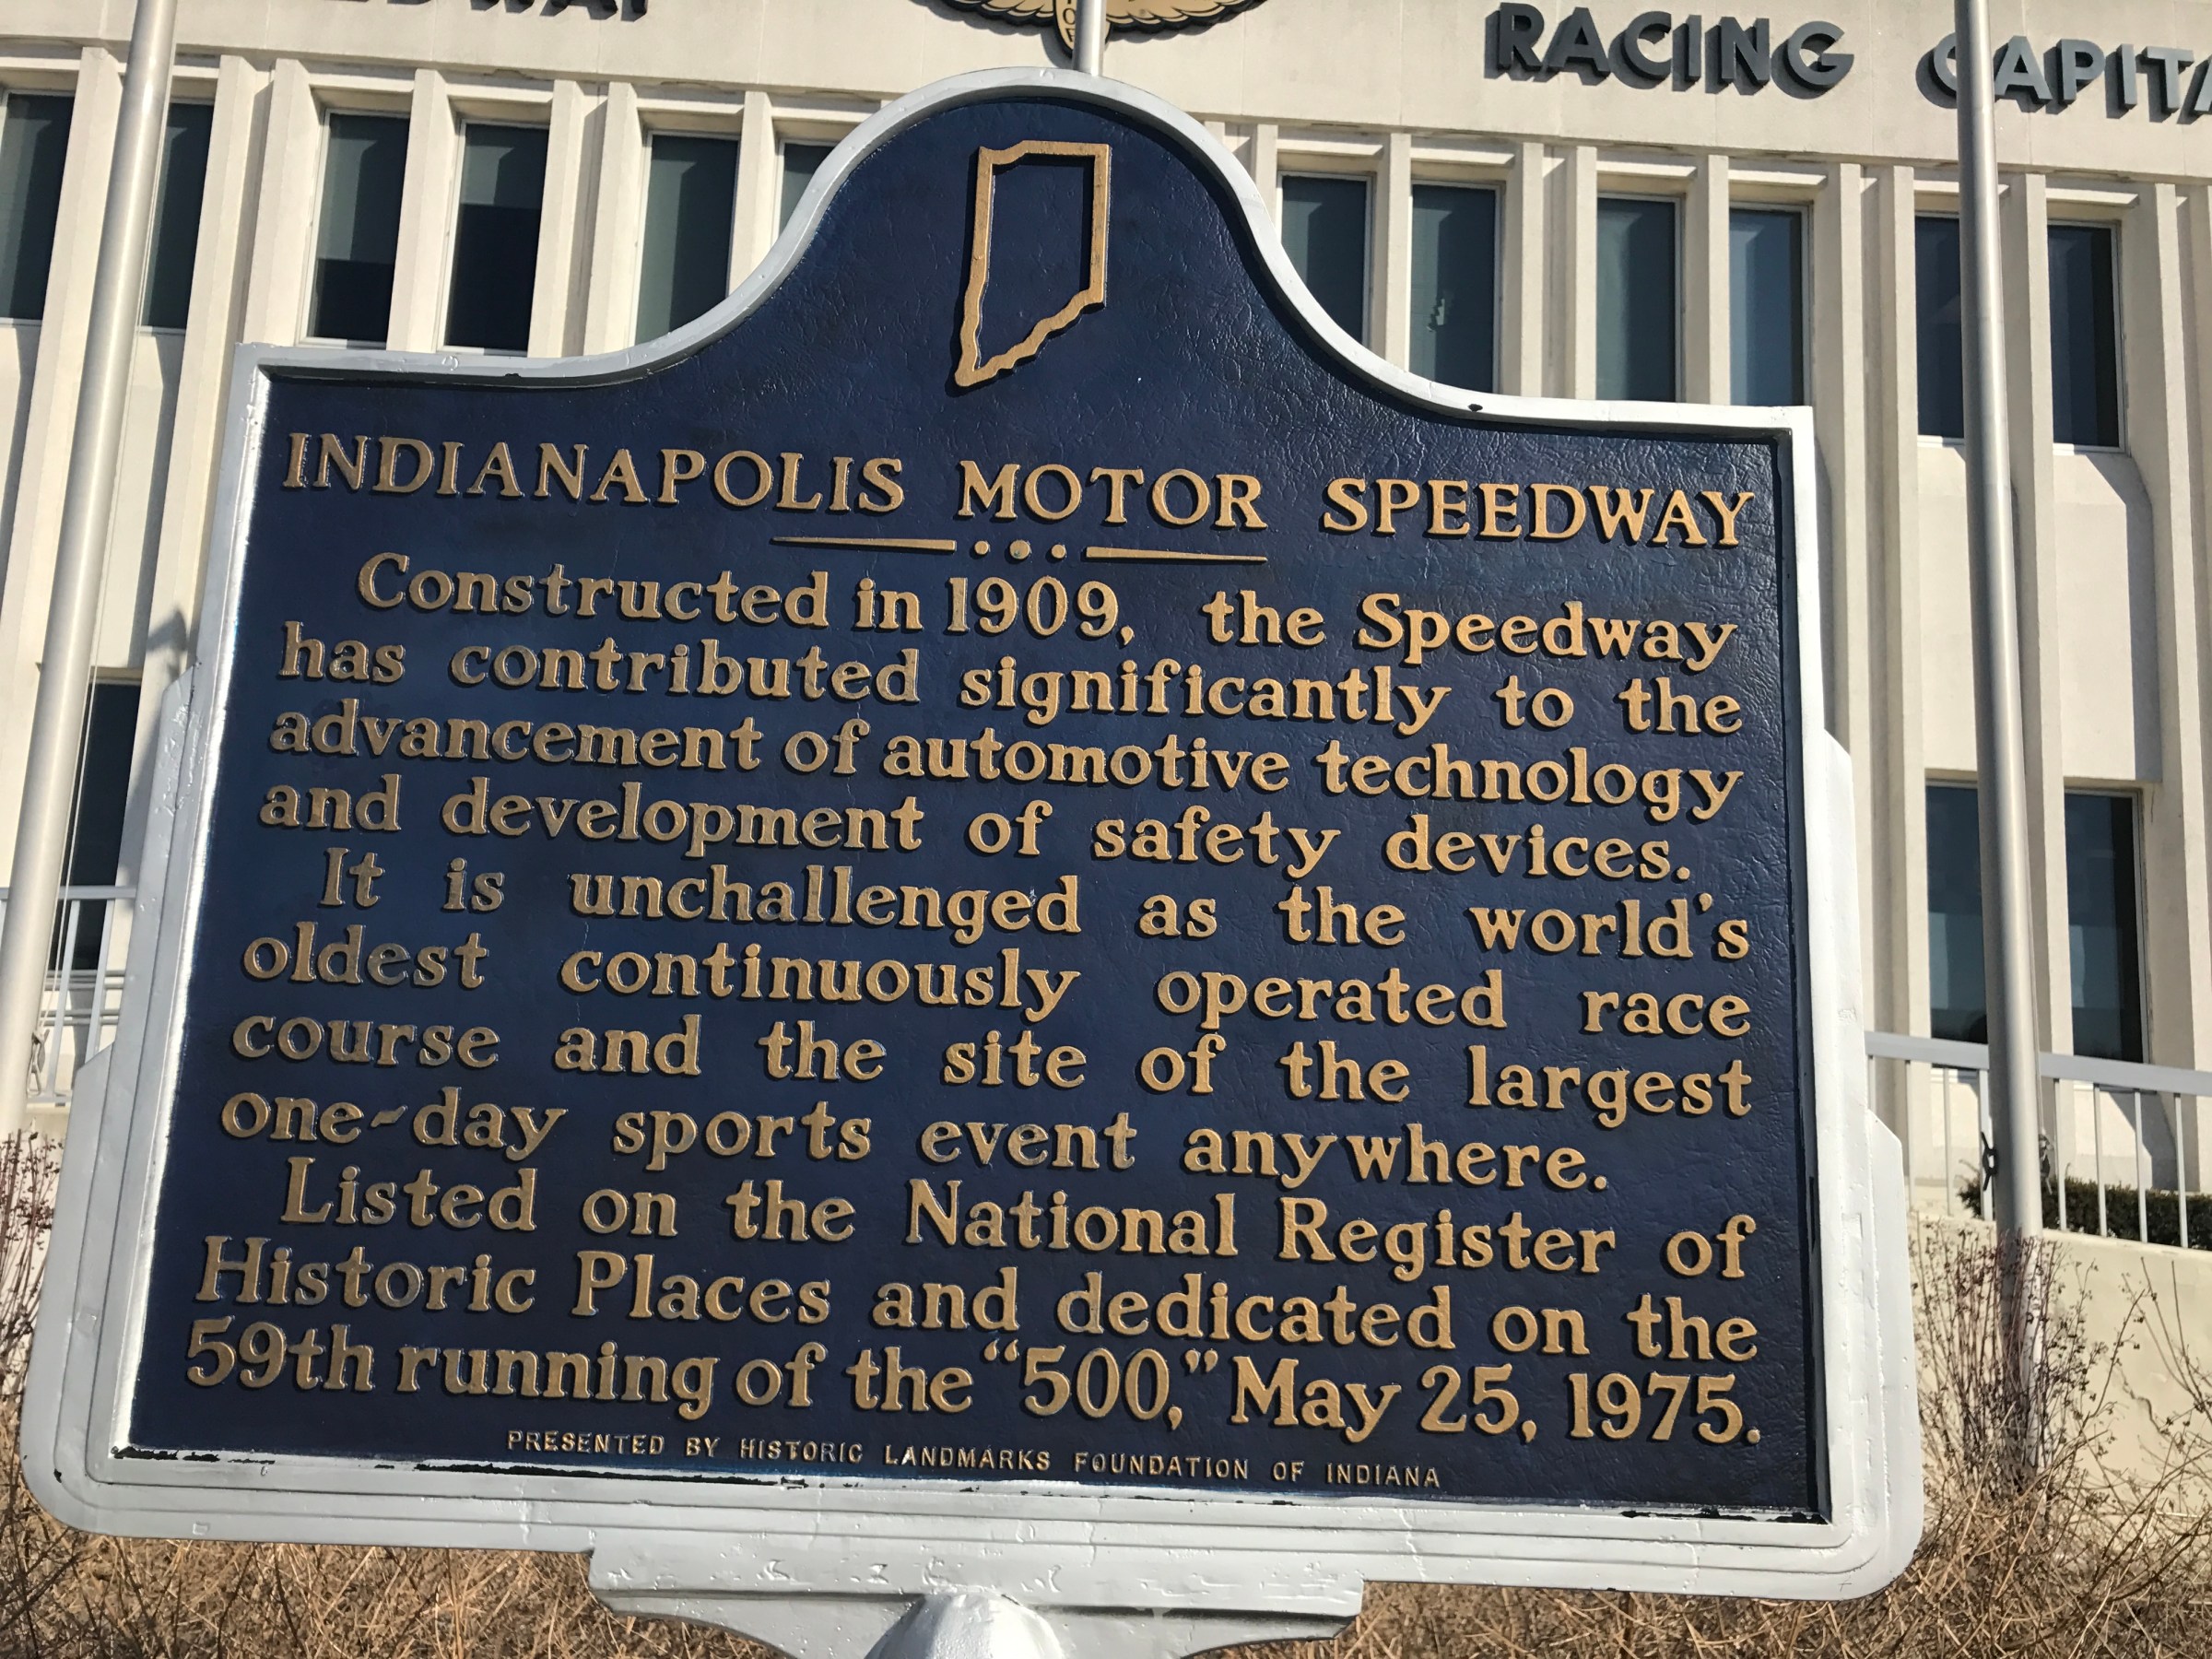 RACING
INDIANAPOLIS MOTOR SPEEDWAY
Constructed in 1909, the Speedway
has contributed significantly to the
advancement of automotive technology
and development of safety devices.
It is unchallenged as the world's
oldest continuously operated race
course and the site of the largest
one-day sports event anywhere.
Listed on the National Register of
Historic Places and dedicated on the
59th running of the “500,” May 25, 1975.
PRESENTED BY HISTORIC LANDMARKS FOUNDATION OF INDIANA